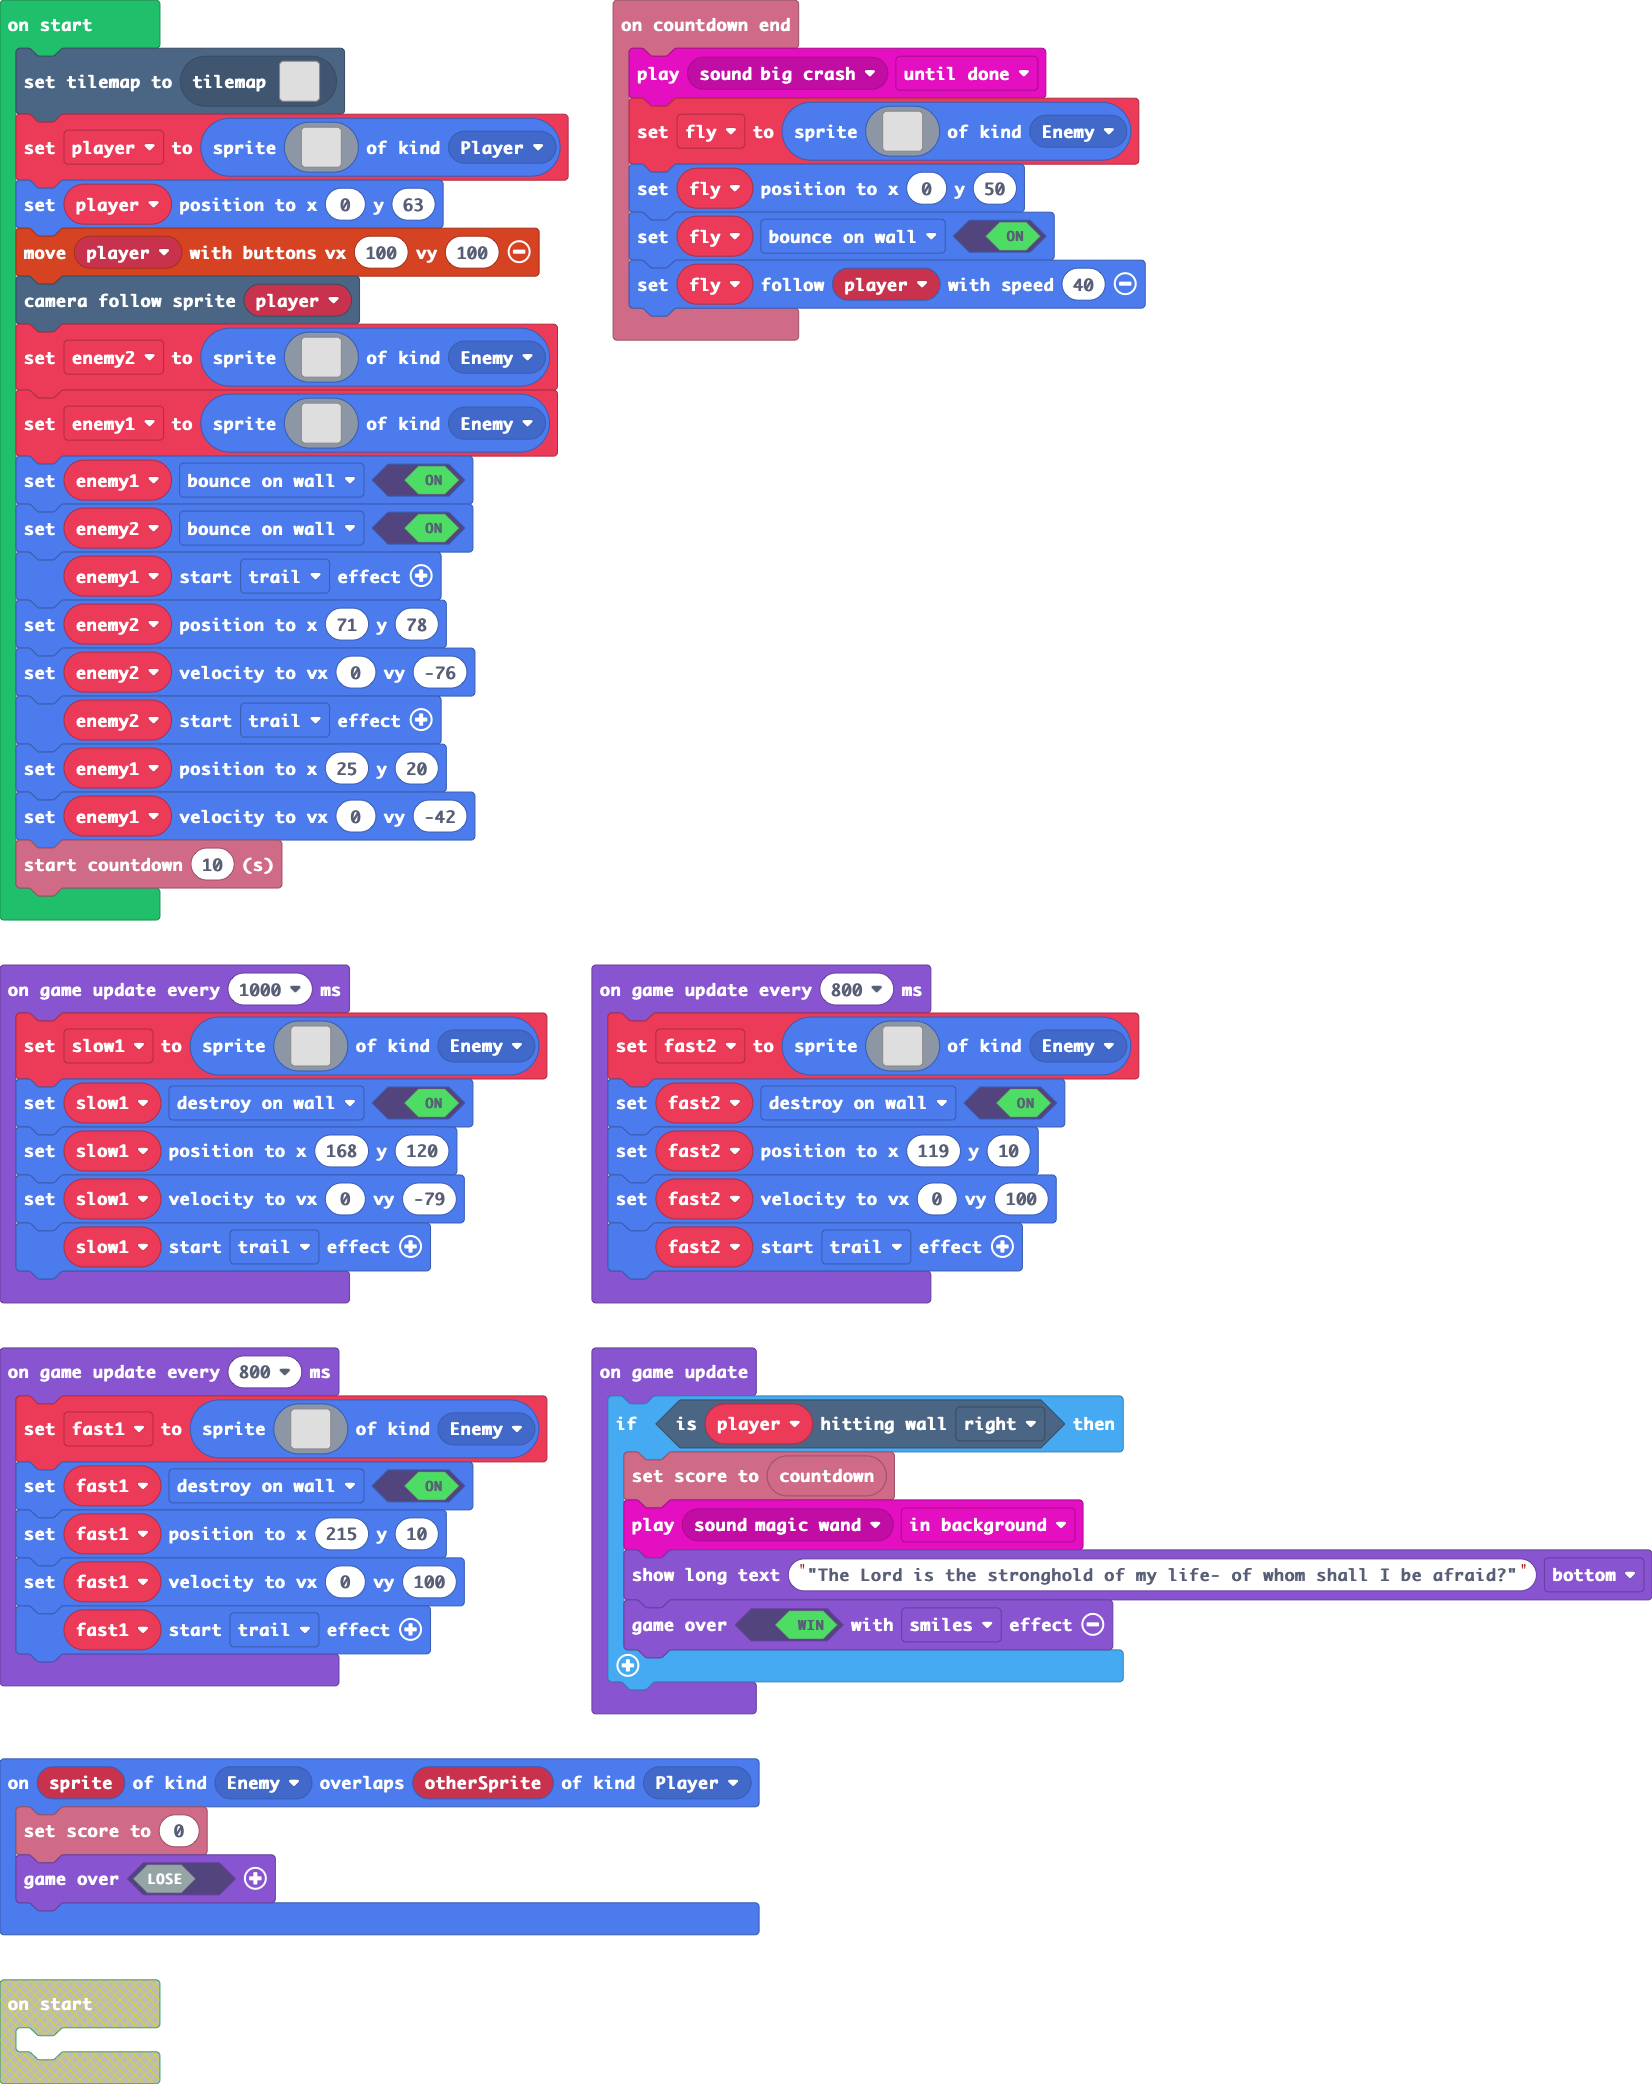 on start
set tilemap to tilemap
set player to sprite of kind Player
set player position to x 0 y 63
move player with buttons vx 100 vy 100
camera follow sprite player
set enemy2 to sprite of kind Enemy
set enemy1 to sprite of kind Enemy
set enemy1 bounce on wall ON
set enemy2 bounce on wall ON
enemy1 start trail effect
set enemy2 position to x 71 y 78
set enemy2 velocity to vx 0 vy -76
enemy2 start trail effect
set enemy1 position to x 25 y 20
set enemy1 velocity to vx 0 vy -42
start countdown 10 (s)
on countdown end
play sound big crash until done
set fly to sprite of kind Enemy
set fly position to x 0 y 50
set fly bounce on wall ON
set fly follow player with speed 40
on game update every 1000 ms
set slow1 to sprite of kind Enemy
set slow1 destroy on wall ON
set slow1 position to x 168 y 120
set slow1 velocity to vx 0 vy -79
slow1 start trail effect
on game update every 800 ms
set fast2 to sprite of kind Enemy
set fast2 destroy on wall ON
set fast2 position to x 119 y 10
set fast2 velocity to vx 0 vy 100
fast2 start trail effect
on game update every 800 ms
set fast1 to sprite of kind Enemy
set fast1 destroy on wall ON
set fast1 position to x 215 y 10
set fast1 velocity to vx 0 vy 100
fast1 start trail effect
on game update
if is player hitting wall right then
set score to countdown
play sound magic wand in background
show long text ""The Lord is the stronghold of my life- of whom shall I be afraid?"" bottom
game over WIN with smiles effect
on sprite of kind Enemy overlaps otherSprite of kind Player
set score to 0
game over LOSE
on start